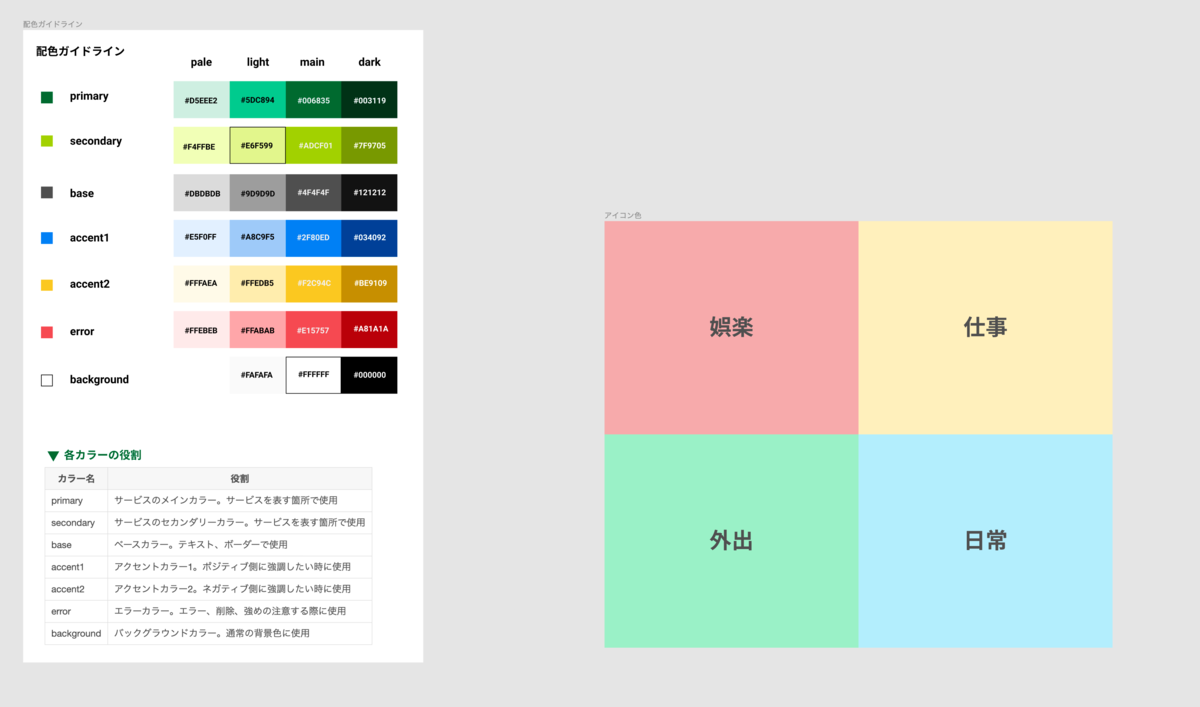 配色ガイドライン
配色ガイドライン
pale light main dark
primary #D5EEE2 #5DC894 #006835 #003119
secondary #F4FFBE #E6F599 #ADCF01 #7F9705
base #DBDBDB #9D9D9D #4F4F4F #121212
accent1 #E5F0FF #A8C9F5 #2F80ED #034092
accent2 #FFFAEA #FFEDB5 #F2C94C #BE9109
error #FFEBEB #FFABAB #E15757 #A81A1A
background #FAFAFA #FFFFFF #000000
▼ 各カラーの役割
カラー名 役割
primary サービスのメインカラー。サービスを表す箇所で使用
secondary サービスのセカンダリーカラー。サービスを表す箇所で使用
base ベースカラー。テキスト、ボーダーで使用
accent1 アクセントカラー1。ポジティブ側に強調したい時に使用
accent2 アクセントカラー2。ネガティブ側に強調したい時に使用
error エラーカラー。エラー、削除、強めの注意する際に使用
background バックグラウンドカラー。通常の背景色に使用
アイコン色
娯楽 仕事
外出 日常